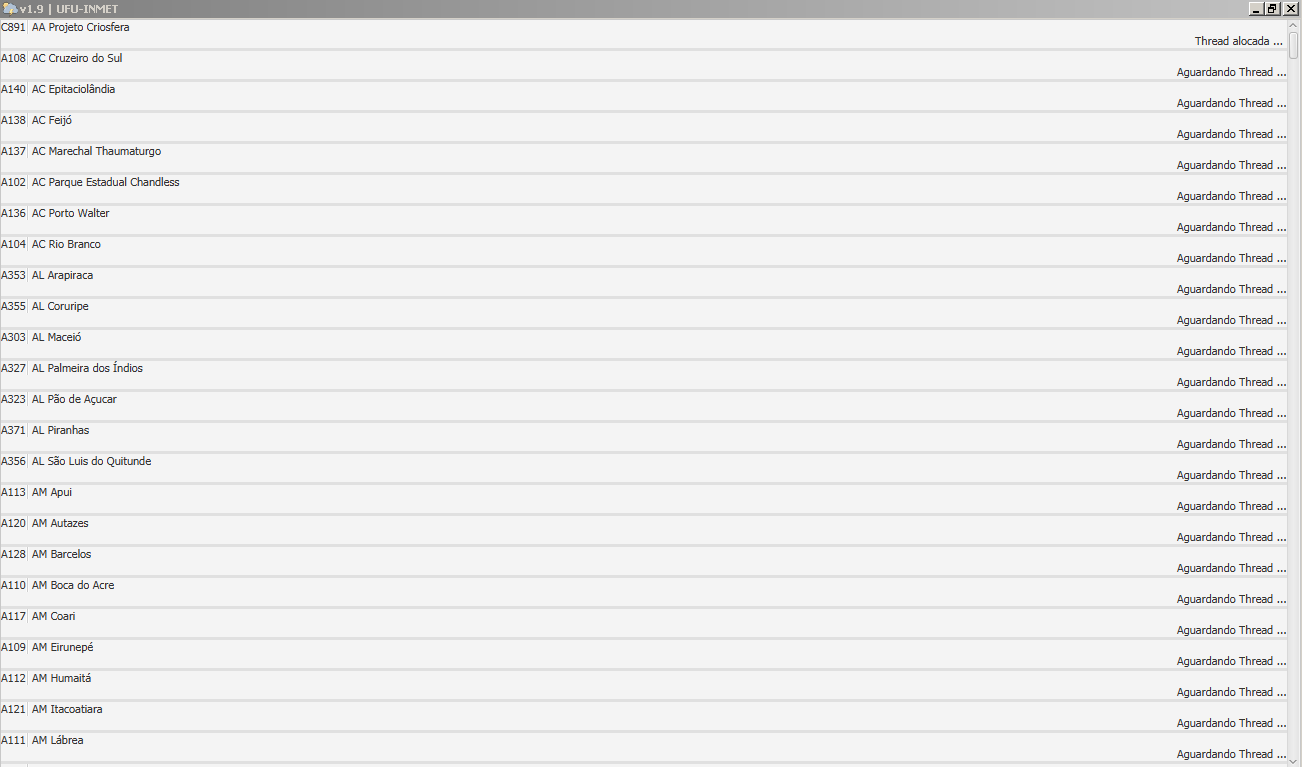 v1.9 | UFU-INMET
C891 AA Projeto Criosfera
Thread alocada ...
A108 AC Cruzeiro do Sul
Aguardando Thread ...
A140 AC Epitaciolândia
Aguardando Thread ...
A138 AC Feijó
Aguardando Thread ...
A137 AC Marechal Thaumaturgo
Aguardando Thread ...
A102 AC Parque Estadual Chandless
Aguardando Thread ...
A136 AC Porto Walter
Aguardando Thread ...
A104 AC Rio Branco
Aguardando Thread ...
A353 AL Arapiraca
Aguardando Thread ...
A355 AL Coruripe
Aguardando Thread ...
A303 AL Maceió
Aguardando Thread ...
A327 AL Palmeira dos Índios
Aguardando Thread ...
A323 AL Pão de Açucar
Aguardando Thread ...
A371 AL Piranhas
Aguardando Thread ...
A356 AL São Luis do Quitunde
Aguardando Thread ...
A113 AM Apui
Aguardando Thread ...
A120 AM Autazes
Aguardando Thread ...
A128 AM Barcelos
Aguardando Thread ...
A110 AM Boca do Acre
Aguardando Thread ...
A117 AM Coari
Aguardando Thread ...
A109 AM Eirunepé
Aguardando Thread ...
A112 AM Humaitá
Aguardando Thread ...
A121 AM Itacoatiara
Aguardando Thread ...
A111 AM Lábrea
Aguardando Thread ...